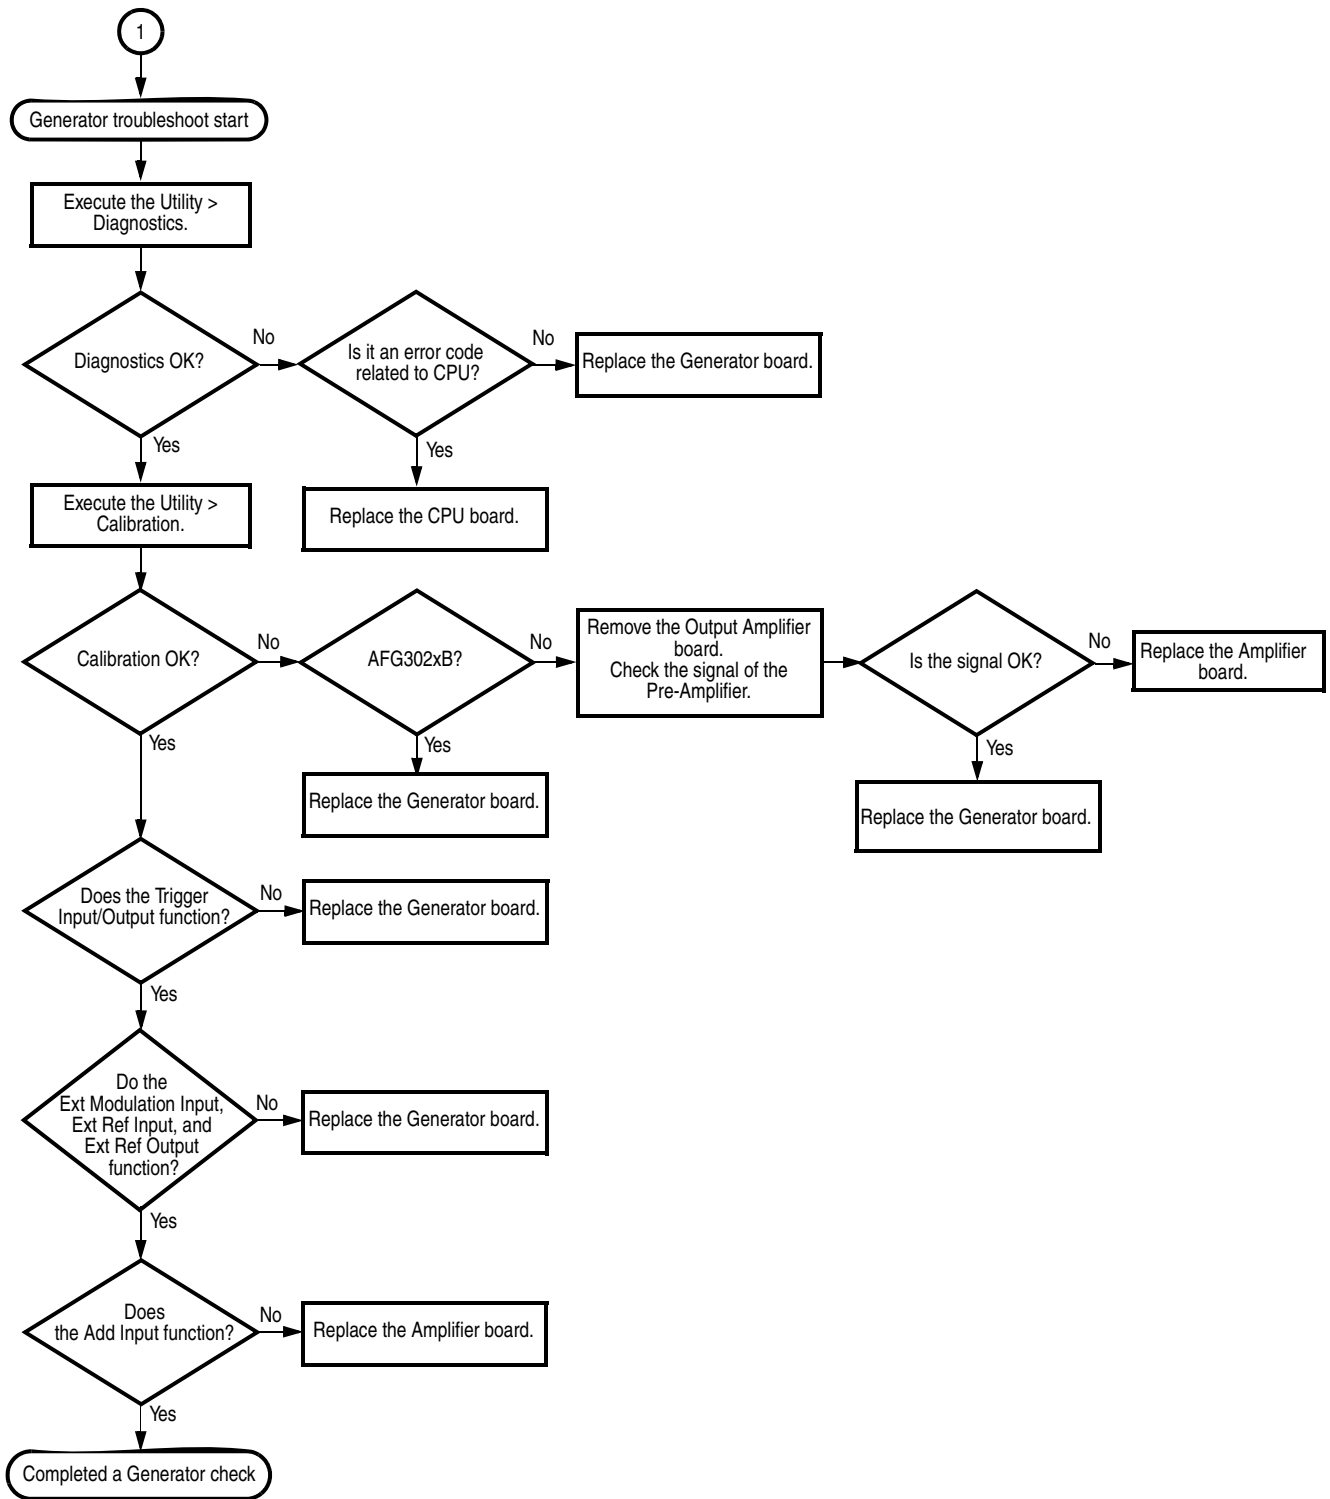 1
Generator troubleshoot start
Execute the Utility >
Diagnostics.
Diagnostics OK?
No
Is it an error code
related to CPU?
No
Replace the Generator board.
Yes
Yes
Execute the Utility >
Calibration.
Replace the CPU board.
Calibration OK?
No
AFG302xB?
No
Remove the Output Amplifier
board.
Check the signal of the
Pre-Amplifier.
Is the signal OK?
No
Replace the Amplifier
board.
Yes
Yes
Yes
Replace the Generator board.
Replace the Generator board.
Does the Trigger
Input/Output function?
No
Replace the Generator board.
Yes
Do the
Ext Modulation Input,
Ext Ref Input, and
Ext Ref Output
function?
No
Replace the Generator board.
Yes
Does
the Add Input function?
No
Replace the Amplifier board.
Yes
Completed a Generator check